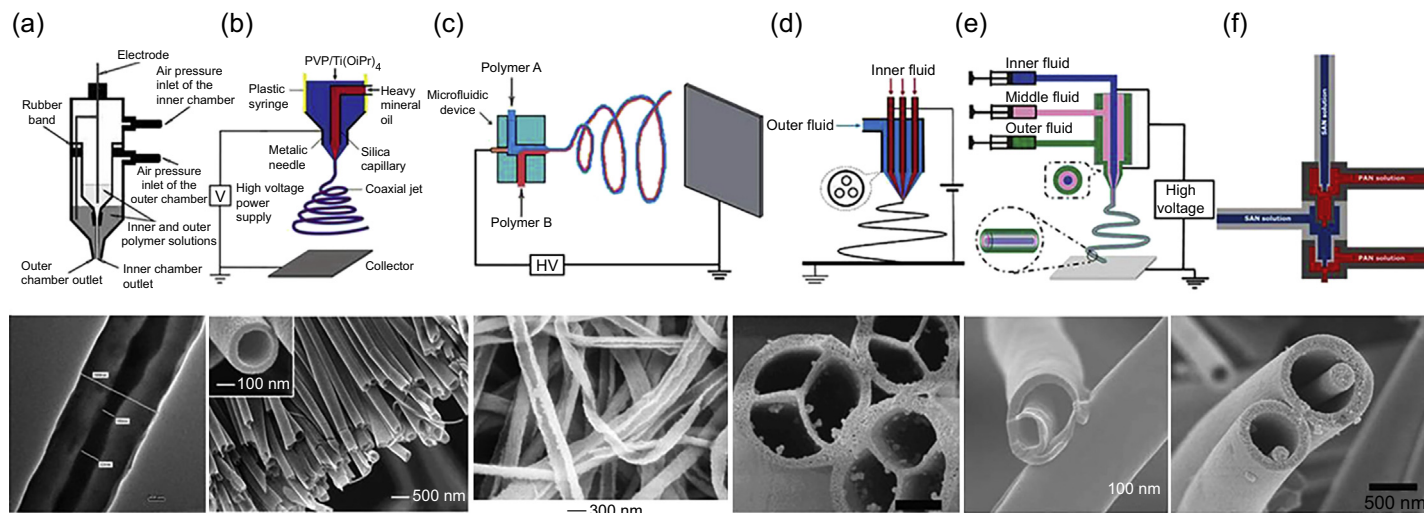 (a)
Electrode
Air pressure
inlet of the
inner chamber
Rubber
band
Air pressure
inlet of the
outer chamber
Inner and outer
polymer solutions
Outer
chamber outlet
Inner chamber
outlet
(b)
PVP/Ti(OiPr)4
Plastic
syringe
Heavy
mineral
oil
Metalic
needle
Silica
capillary
V
High voltage
power
supply
Coaxial jet
Collector
(c)
Polymer A
Microfluidic
device
Polymer B
HV
(d)
Inner fluid
Outer fluid
(e)
Inner fluid
Middle fluid
Outer fluid
High
voltage
(f)
SAN solution
PAN solution
SAN solution
PAN solution
100 nm
500 nm
300 nm
100 nm
500 nm